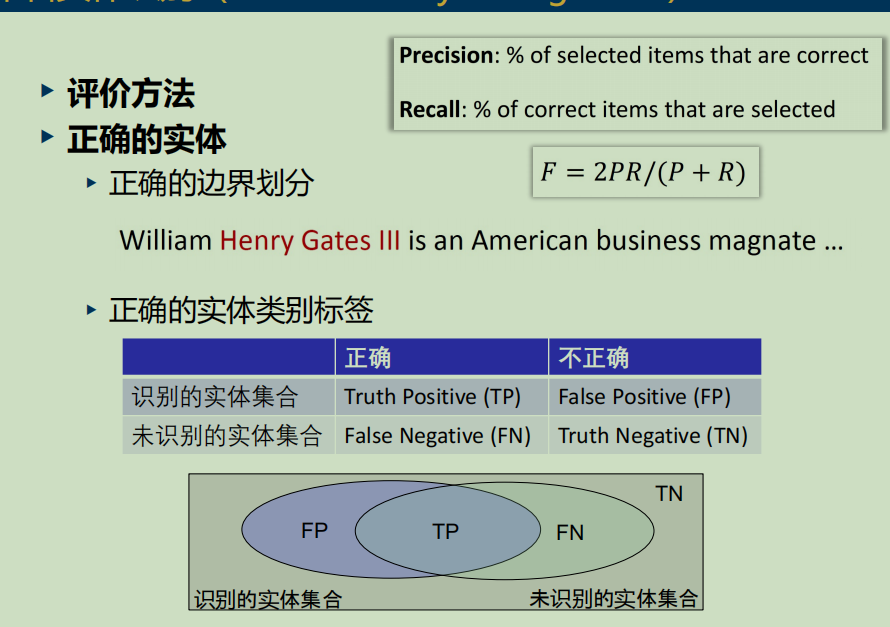 Precision: % of selected items that are correct
Recall: % of correct items that are selected
评价方法
正确的实体
F = 2PR/(P + R)
正确的边界划分
William Henry Gates III is an American business magnate ...
正确的实体类别标签
正确 不正确
识别的实体集合 Truth Positive (TP) False Positive (FP)
未识别的实体集合 False Negative (FN) Truth Negative (TN)
TN
FP TP FN
识别的实体集合 未识别的实体集合